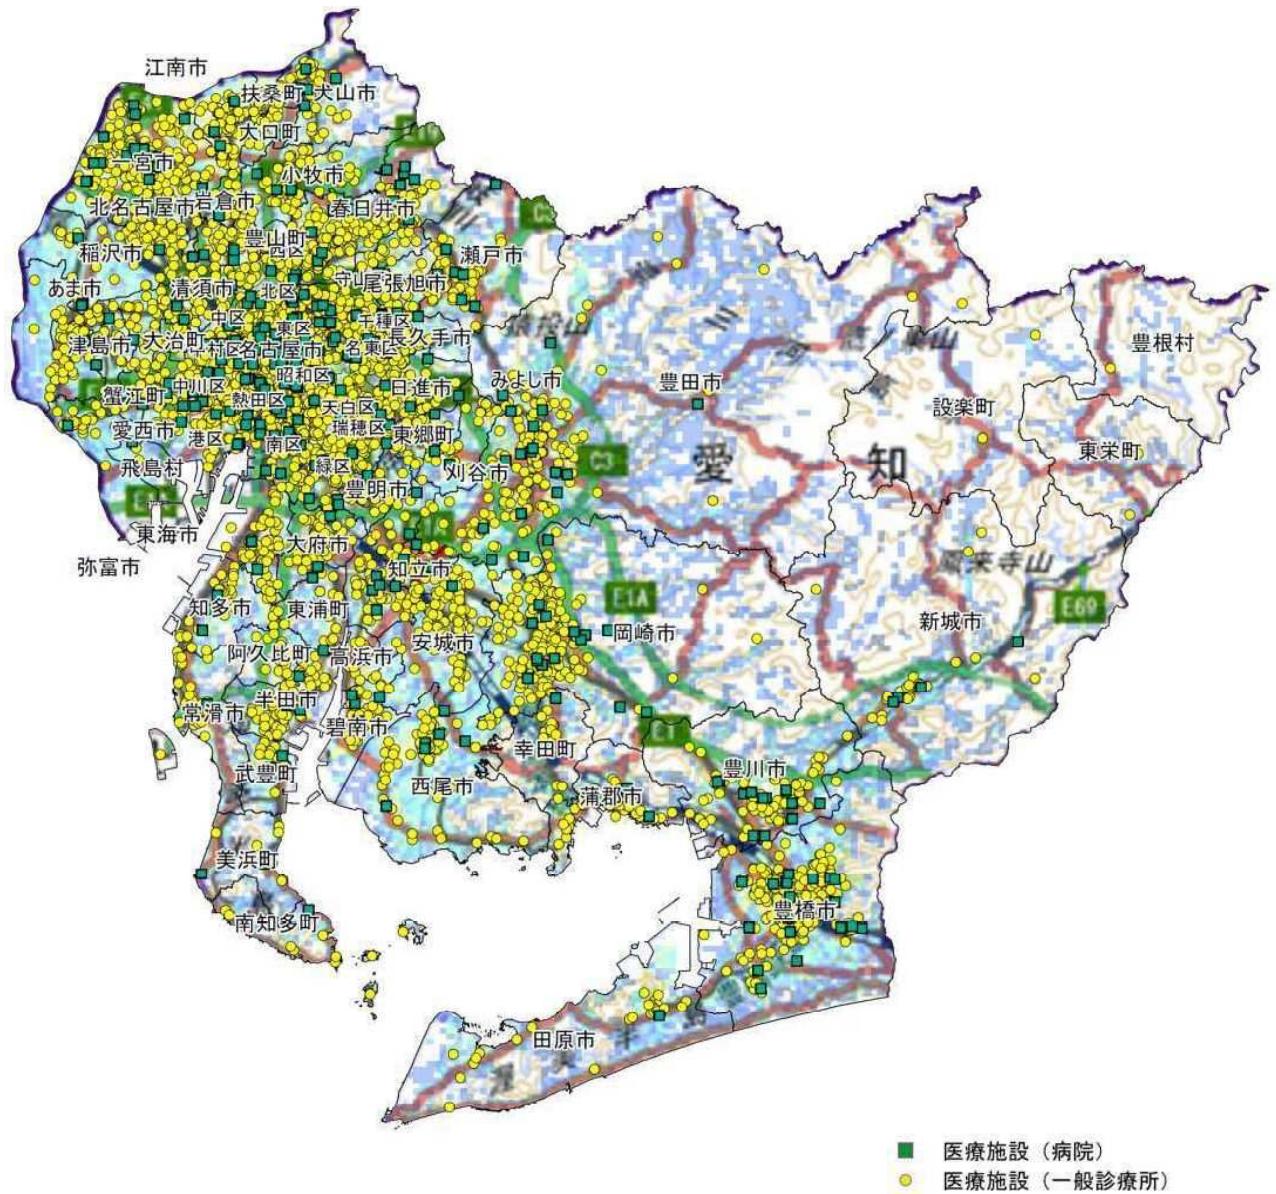 江南市
扶桑町
犬山市
大口町
一宮市
小牧市
北名古屋市
岩倉市
春日井市
稲沢市
豊山町
西区
瀬戸市
守山区
尾張旭市
あま市
清須市
北区
中区
東区
千種区
津島市
大治町
中村区
名古屋市
名東区
長久手市
豊根村
昭和区
蟹江町
中川区
日進市
みよし市
豊田市
熱田区
天白区
設楽町
愛西市
港区
瑞穂区
東郷町
南区
東栄町
飛島村
緑区
刈谷市
愛
知
C3
豊明市
東海市
大府市
弥富市
知立市
鳳来寺山
知多市
東浦町
E1A
E69
岡崎市
新城市
阿久比町
高浜市
安城市
半田市
常滑市
碧南市
C1
幸田町
武豊町
豊川市
西尾市
蒲郡市
美浜町
南知多町
豊橋市
田原市
医療施設（病院）
医療施設（一般診療所）